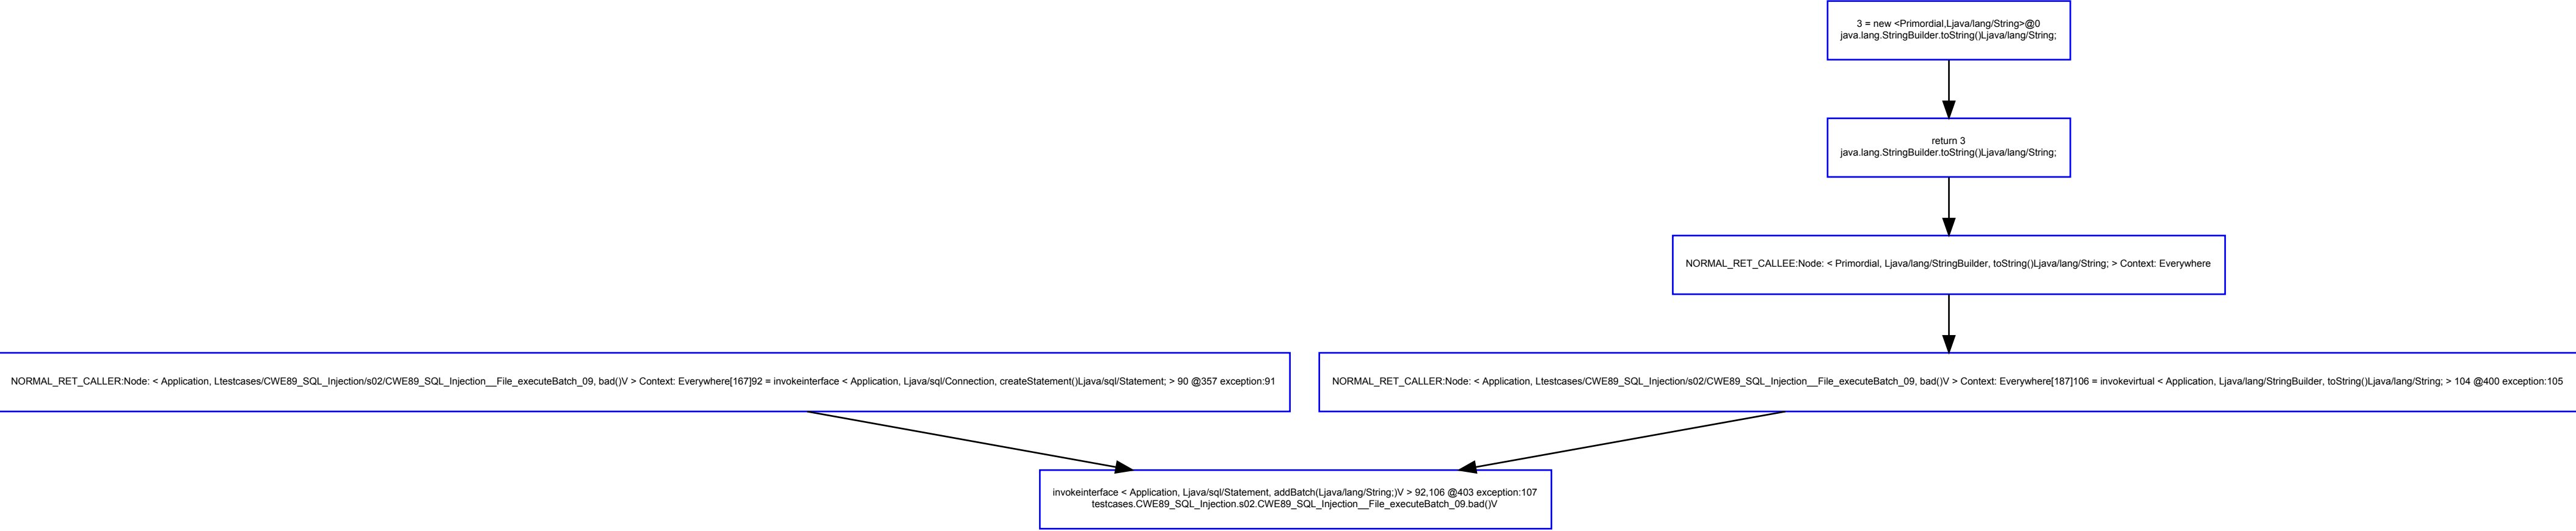 3 = new <Primordial,Ljava/lang/String>@0
java.lang.StringBuilder.toString()Ljava/lang/String;
return 3
java.lang.StringBuilder.toString()Ljava/lang/String;
NORMAL_RET_CALLEE:Node: < Primordial, Ljava/lang/StringBuilder, toString()Ljava/lang/String; > Context: Everywhere
NORMAL_RET_CALLER:Node: < Application, Ltestcases/CWE89_SQL_Injection/s02/CWE89_SQL_Injection__File_executeBatch_09, bad()V > Context: Everywhere[167]92 = invokeinterface < Application, Ljava/sql/Connection, createStatement()Ljava/sql/Statement; > 90 @357 exception:91
NORMAL_RET_CALLER:Node: < Application, Ltestcases/CWE89_SQL_Injection/s02/CWE89_SQL_Injection__File_executeBatch_09, bad()V > Context: Everywhere[187]106 = invokevirtual < Application, Ljava/lang/StringBuilder, toString()Ljava/lang/String; > 104 @400 exception:105
invokeinterface < Application, Ljava/sql/Statement, addBatch(Ljava/lang/String;)V > 92,106 @403 exception:107
testcases.CWE89_SQL_Injection.s02.CWE89_SQL_Injection__File_executeBatch_09.bad()V